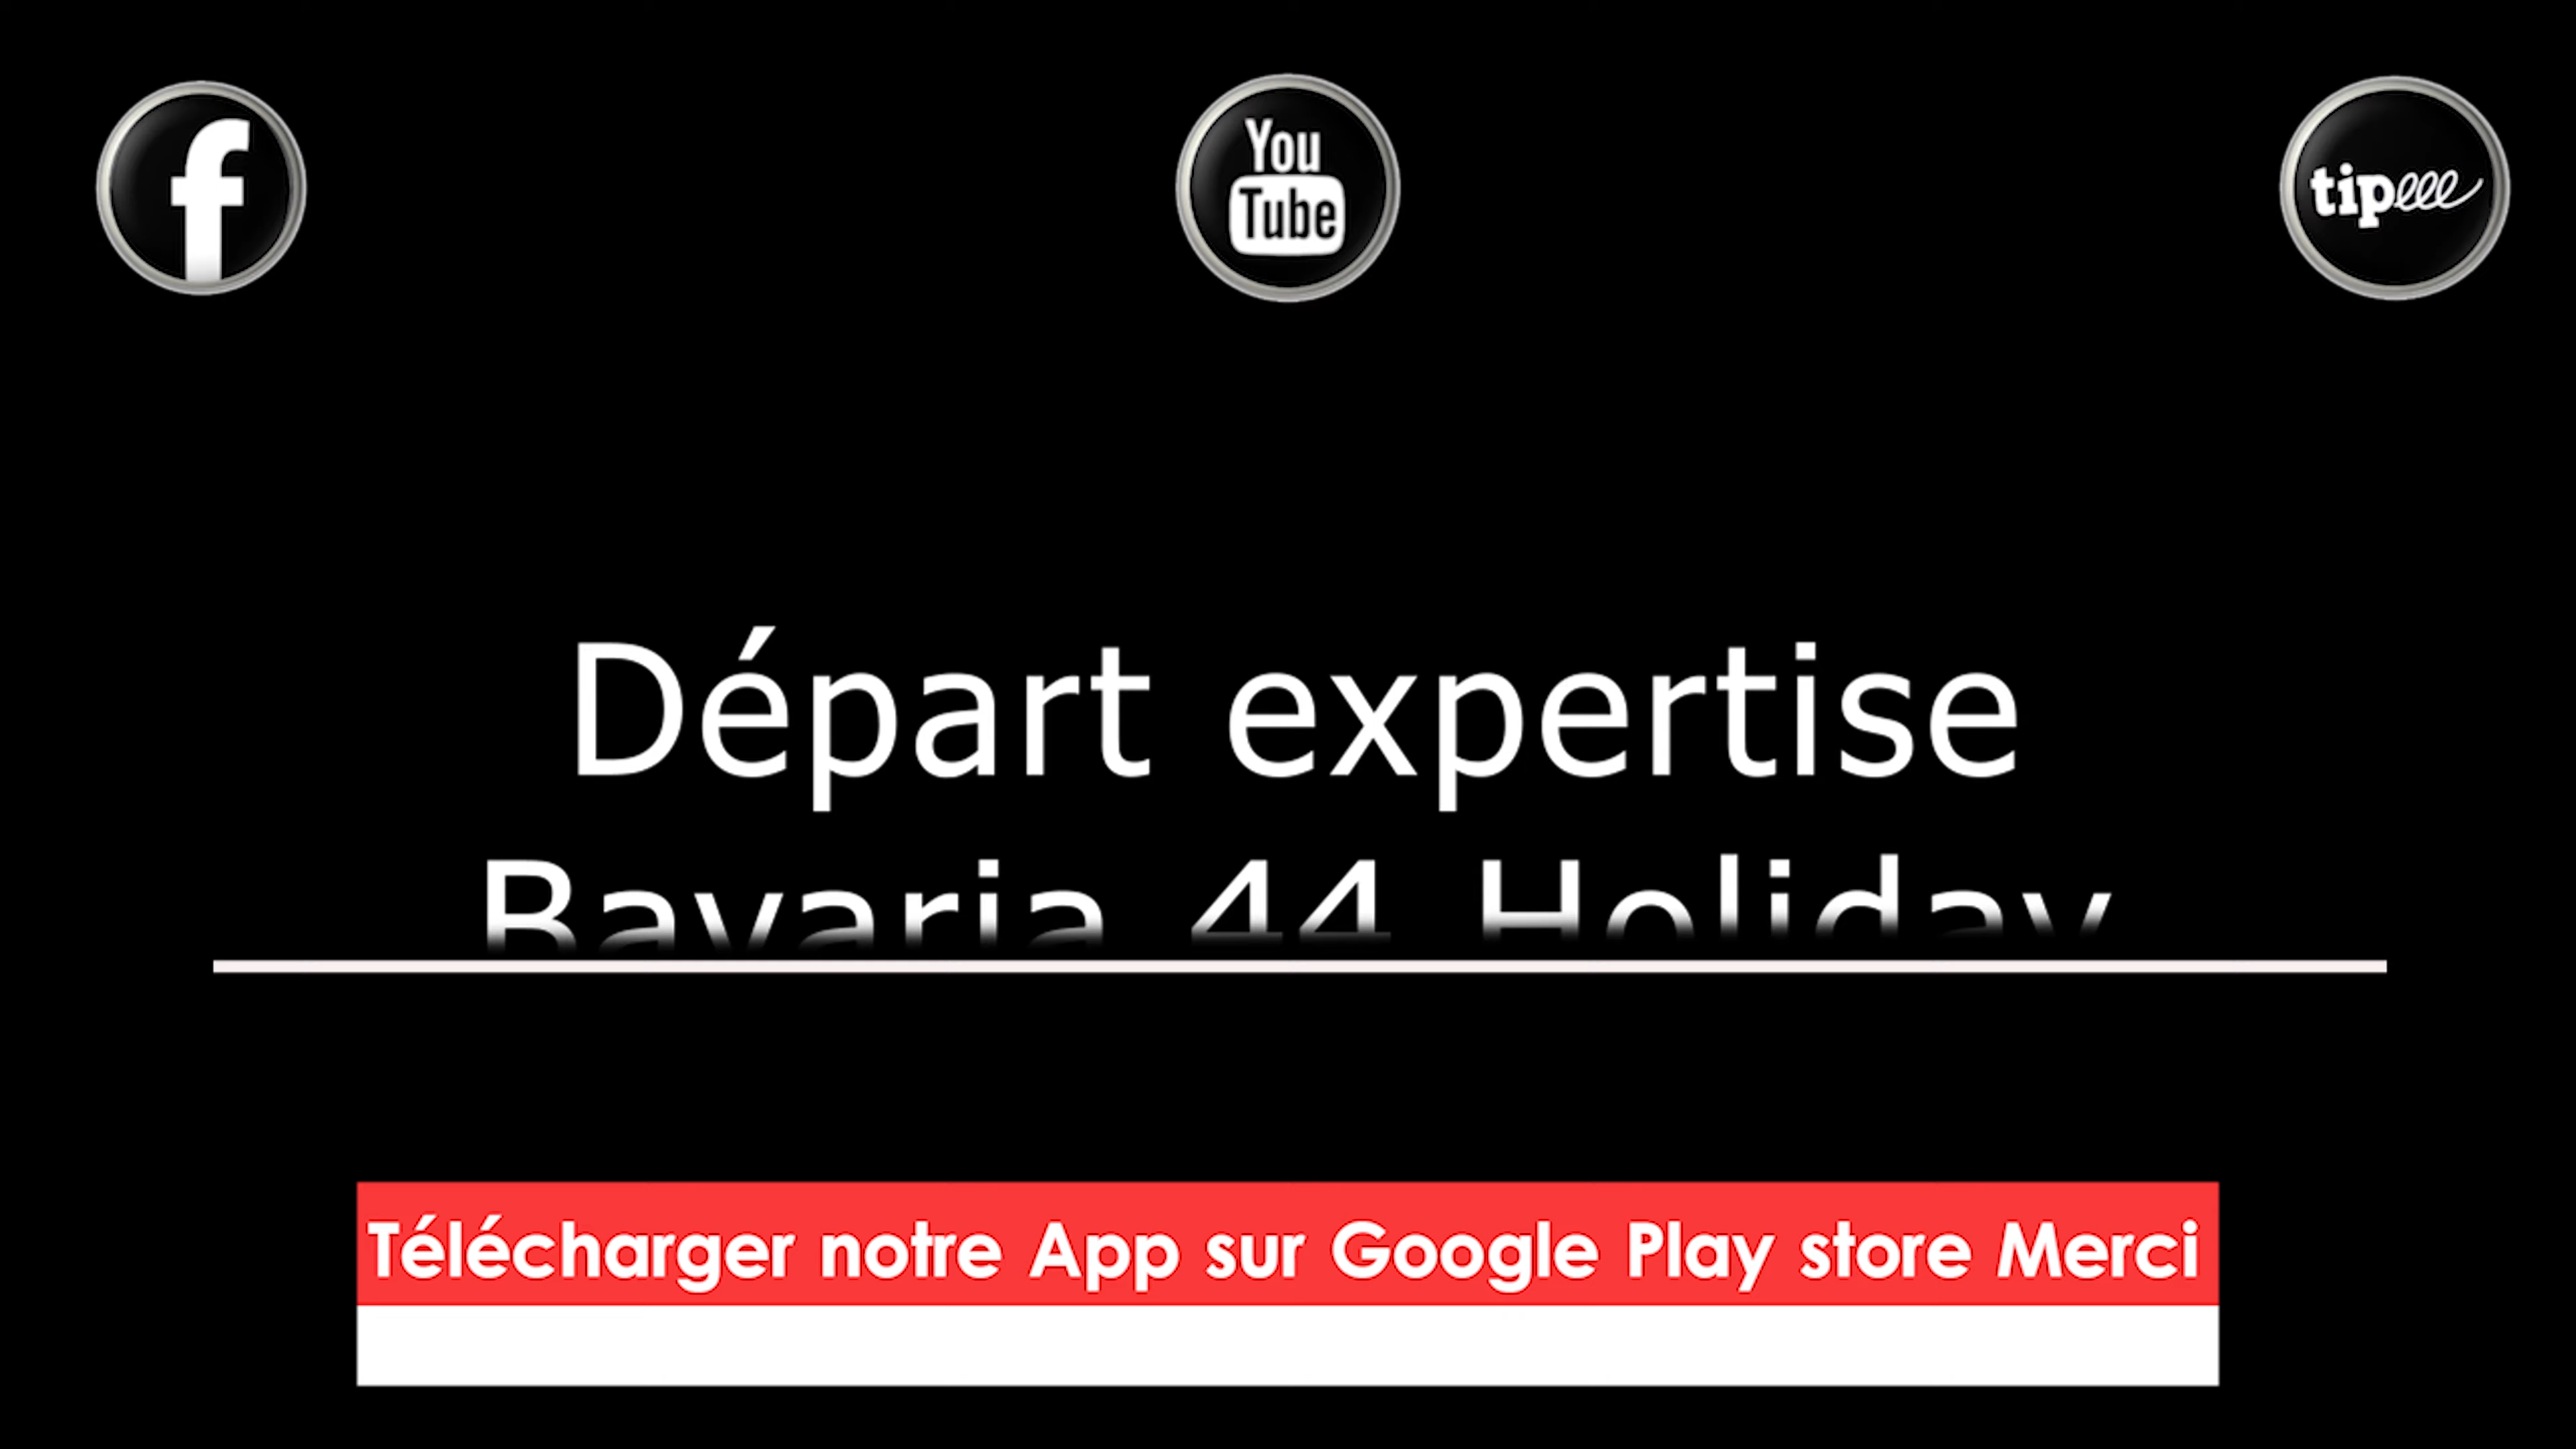 f
You
Tube
tipeee
Départ expertise
Bavaria 44 Holiday
Télécharger notre App sur Google Play store Merci